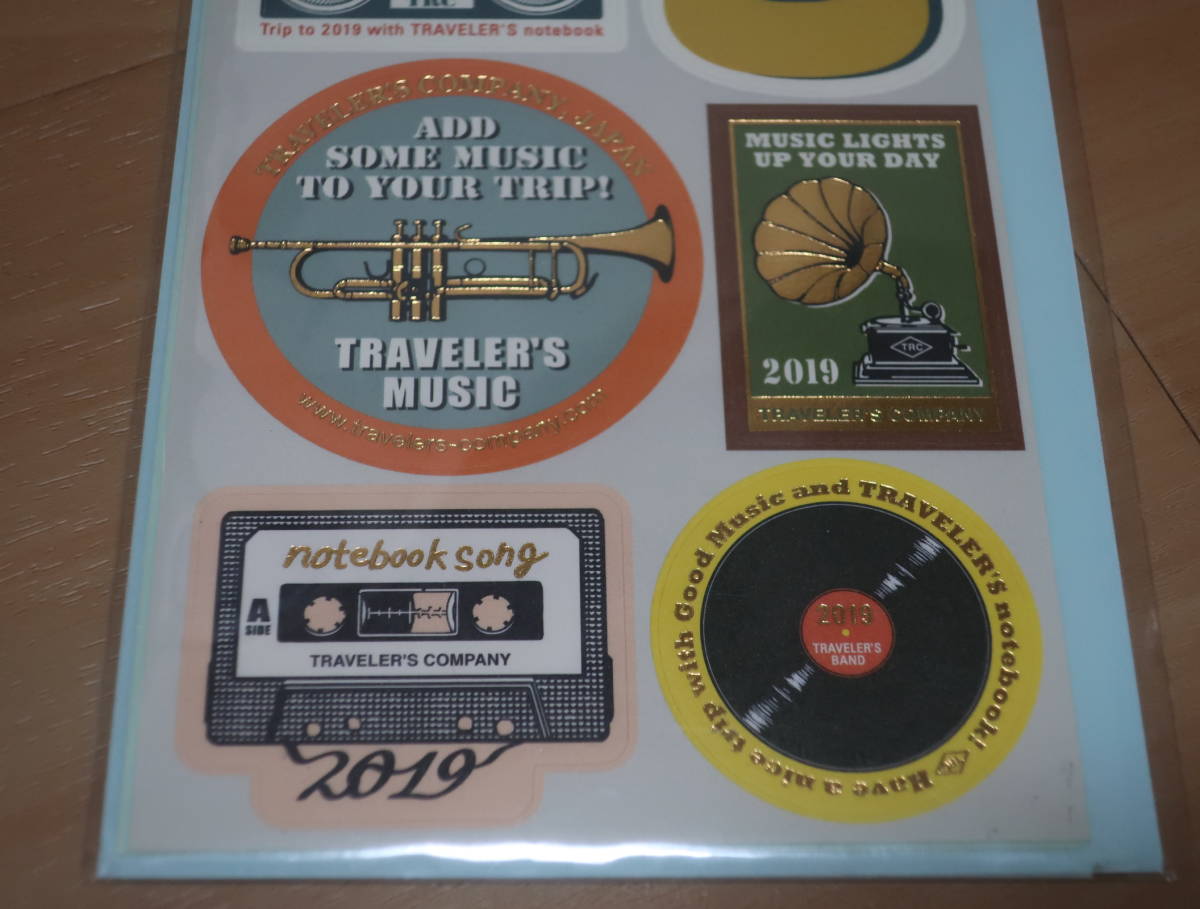 TRC
Trip to 2019 with TRAVELER'S notebook
TRAVELER'S COMPANY, JAPAN
ADD
SOME MUSIC
TO YOUR TRIP!
TRAVELER'S
MUSIC
www.travelers-company.com
MUSIC LIGHTS
UP YOUR DAY
TRC
2019
TRAVELER'S COMPANY
notebook song
A
SIDE
TRAVELER'S COMPANY
2019
Have a nice trip with Good Music and TRAVELER'S notebook!
2019
TRAVELER'S
BAND